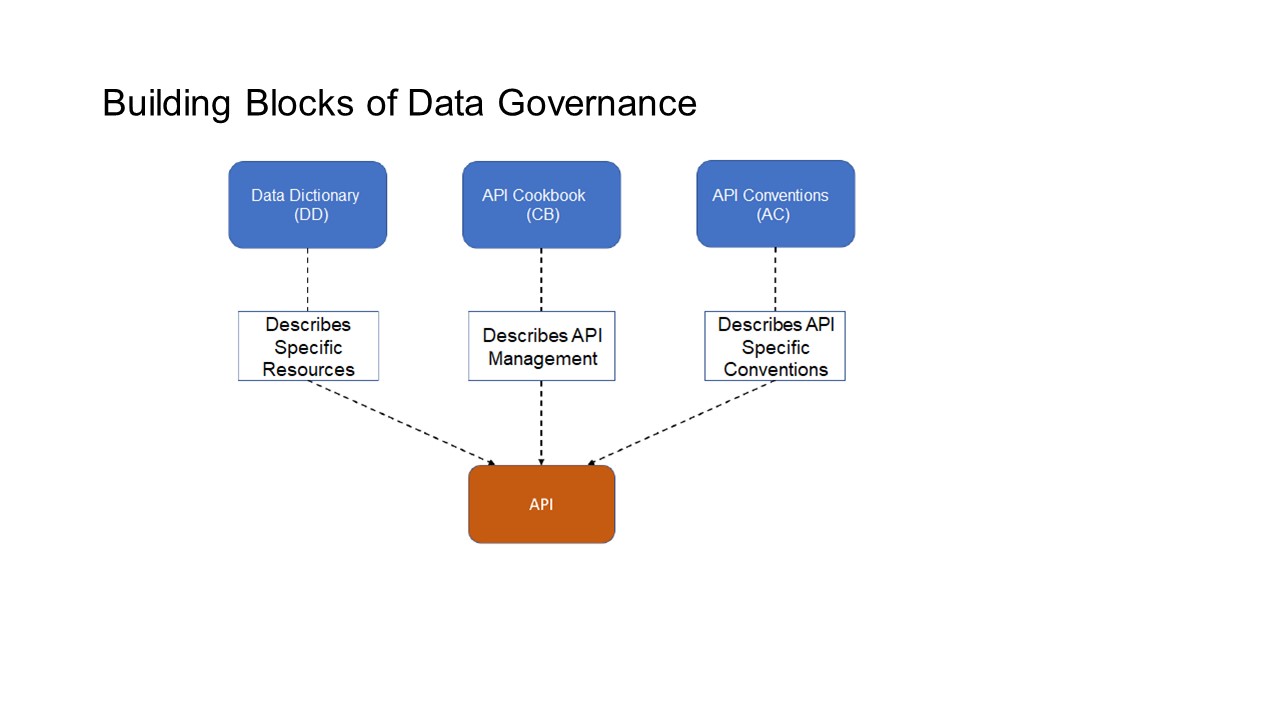 Building Blocks of Data Governance
Data Dictionary
(DD)
API Cookbook
(CB)
API Conventions
(AC)
Describes
Specific
Resources
Describes API
Management
Describes API
Specific
Conventions
API